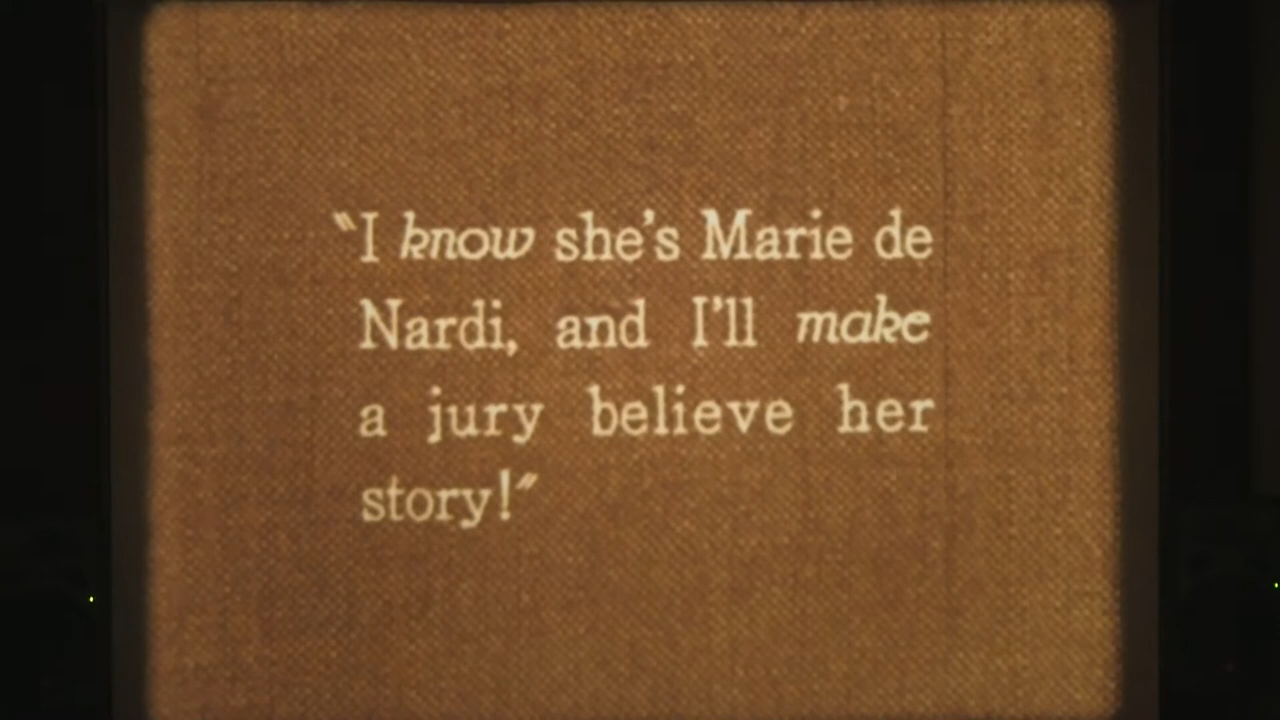 "I know she's Marie de
Nardi, and I'll make
a jury believe her
story!"